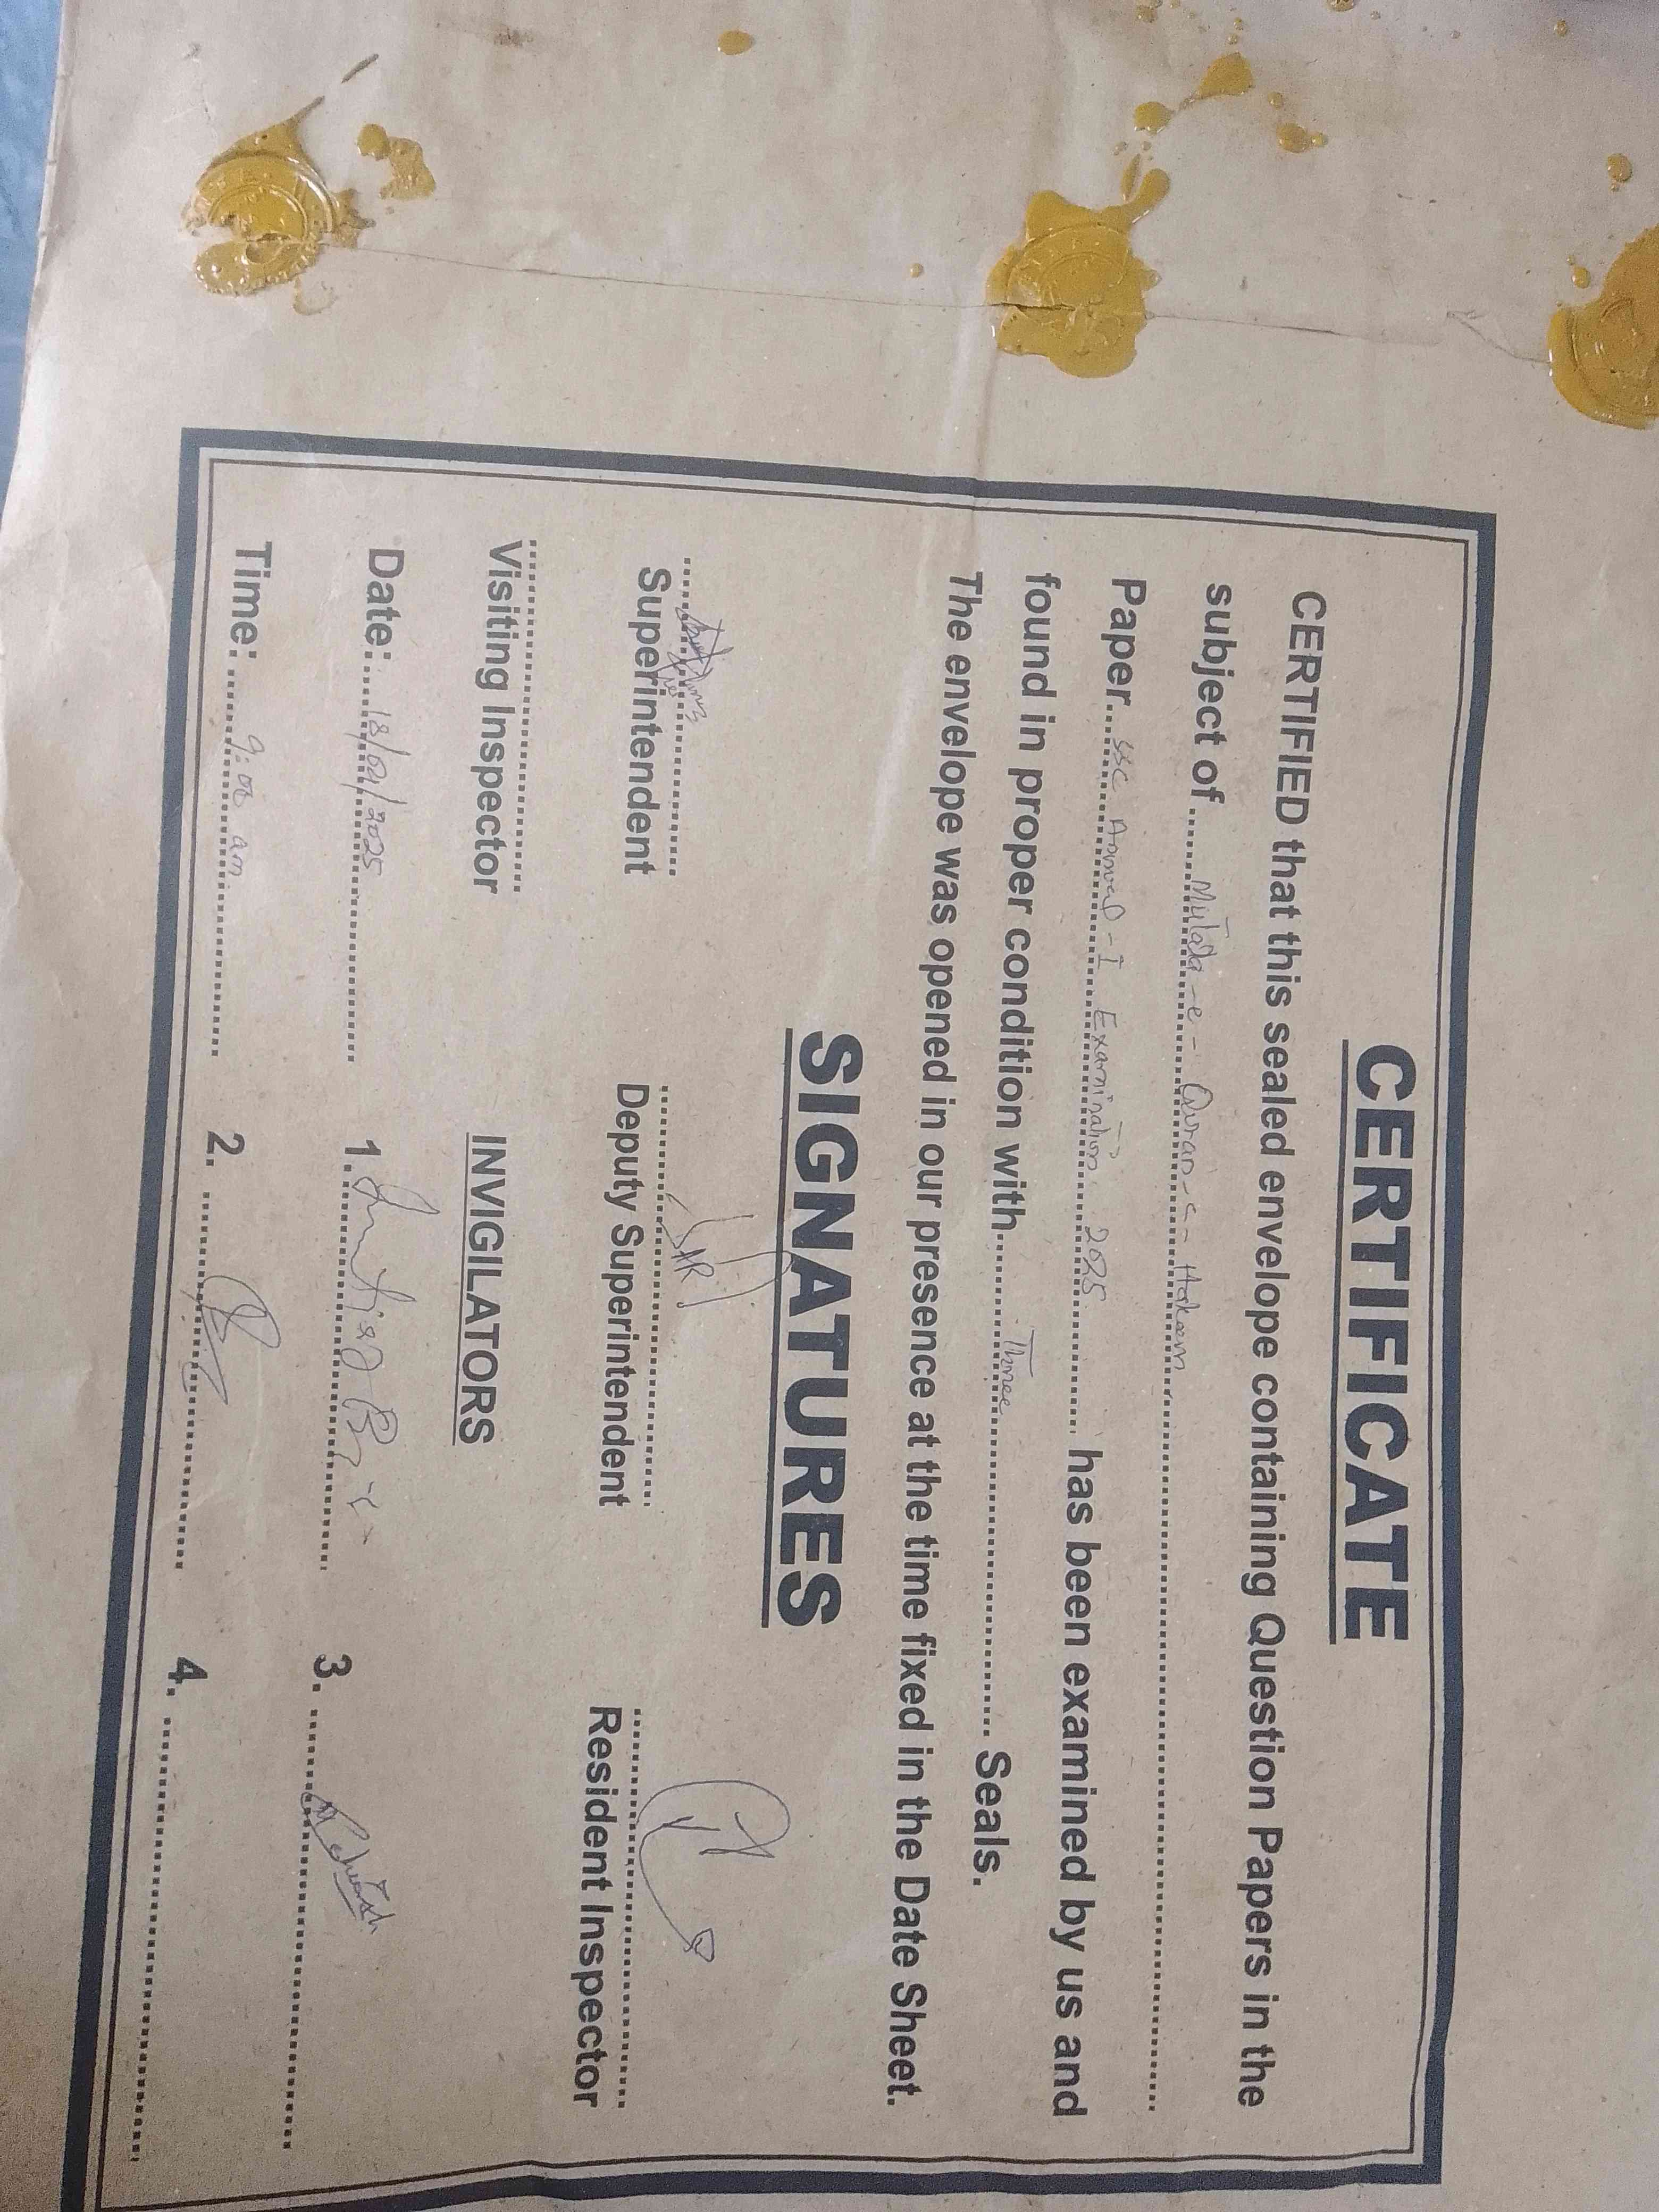 CERTIFICATE
CERTIFIED that this sealed envelope containing Question Papers in the
subject of ...... Mutala-e-Quran-e-Hakeem ......
Paper... SSC Annual-I Examination 2025 ...... has been examined by us and
found in proper condition with...... Three ...... Seals.
The envelope was opened in our presence at the time fixed in the Date Sheet.
SIGNATURES
Superintendent
Deputy Superintendent
Resident Inspector
Visiting Inspector
INVIGILATORS
Date:... 18/04/2025 ......
1.
3.
Time: ...... 9:00 am ......
2.
4.